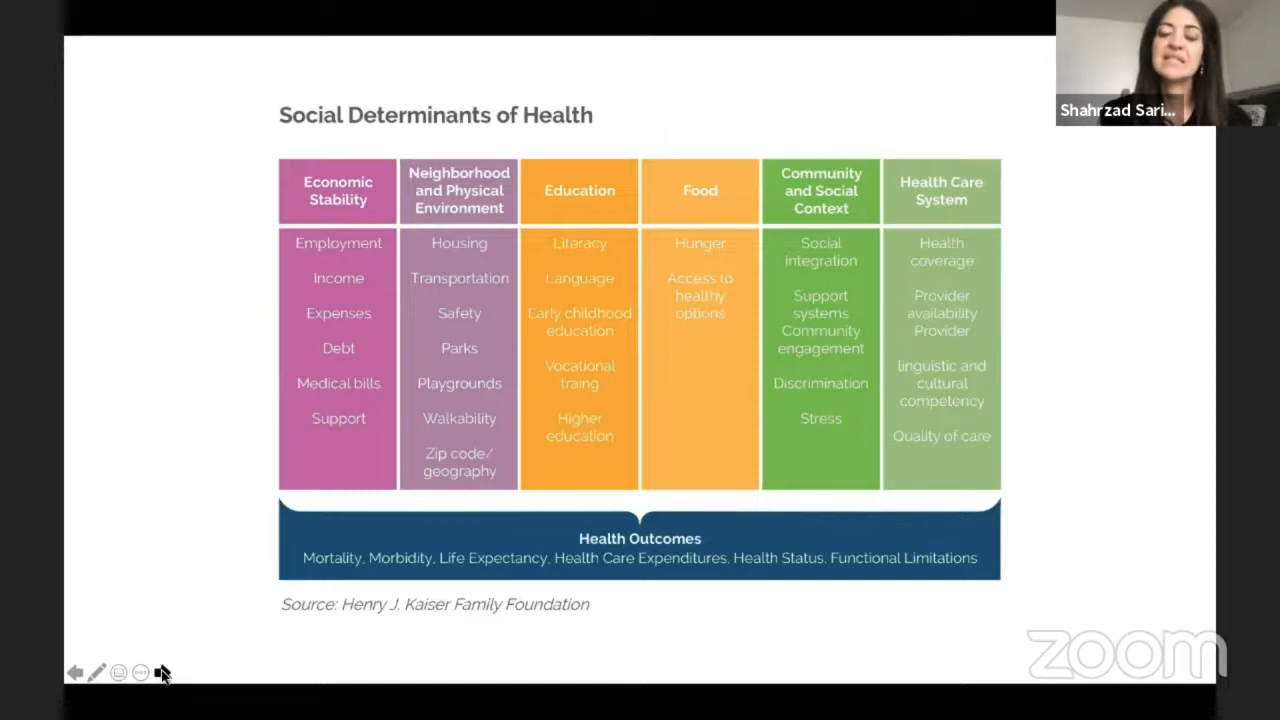 Shahrzad Sari...
Social Determinants of Health
Economic
Stability
Employment
Income
Expenses
Debt
Medical bills
Support
Neighborhood
and Physical
Environment
Housing
Transportation
Safety
Parks
Playgrounds
Walkability
Zip code/
geography
Education
Literacy
Language
Early childhood
education
Vocational
traing
Higher
education
Food
Hunger
Access to
healthy
options
Community
and Social
Context
Social
integration
Support
systems
Community
engagement
Discrimination
Stress
Health Care
System
Health
coverage
Provider
availability
Provider
linguistic and
cultural
competency
Quality of care
Health Outcomes
Mortality, Morbidity, Life Expectancy, Health Care Expenditures, Health Status, Functional Limitations
Source: Henry J. Kaiser Family Foundation
zoom